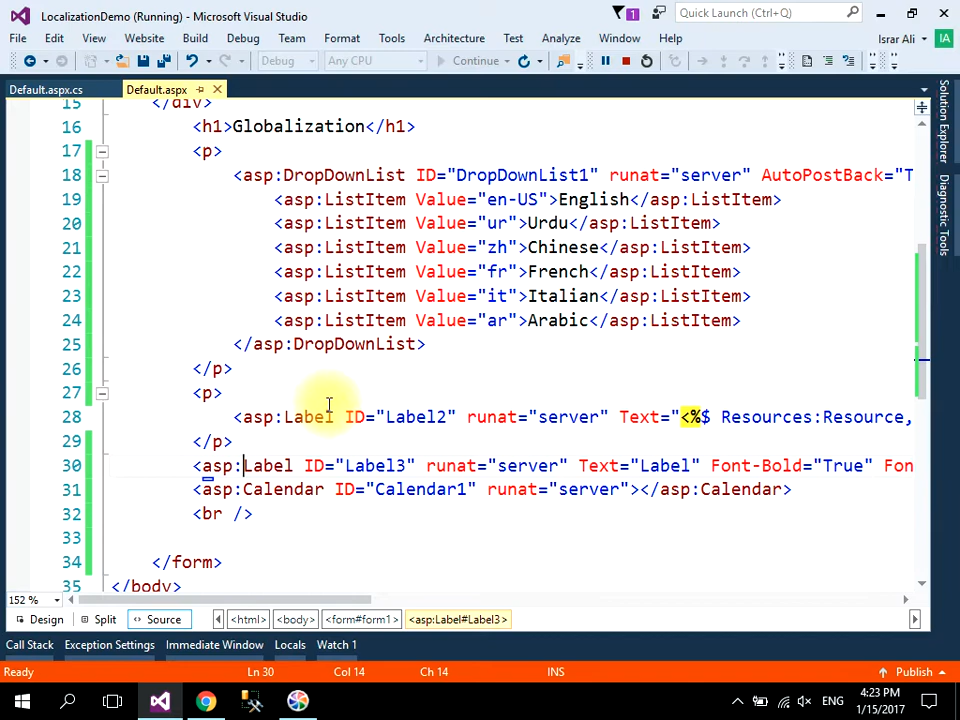 LocalizationDemo (Running) - Microsoft Visual Studio
1
Quick Launch (Ctrl+Q)
File Edit View Website Build Debug Team Format Tools Architecture Test Analyze Window Help
Israr Ali
IA
Debug Any CPU Continue
Default.aspx.cs Default.aspx
15 </div>
16 <h1>Globalization</h1>
17 <p>
18 <asp:DropDownList ID="DropDownList1" runat="server" AutoPostBack="T
19 <asp:ListItem Value="en-US">English</asp:ListItem>
20 <asp:ListItem Value="ur">Urdu</asp:ListItem>
21 <asp:ListItem Value="zh">Chinese</asp:ListItem>
22 <asp:ListItem Value="fr">French</asp:ListItem>
23 <asp:ListItem Value="it">Italian</asp:ListItem>
24 <asp:ListItem Value="ar">Arabic</asp:ListItem>
25 </asp:DropDownList>
26 </p>
27 <p>
28 <asp:Label ID="Label2" runat="server" Text="<%$ Resources:Resource,
29 </p>
30 <asp:Label ID="Label3" runat="server" Text="Label" Font-Bold="True" Fon
31 <asp:Calendar ID="Calendar1" runat="server"></asp:Calendar>
32 <br />
33
34 </form>
35 </body>
Solution Explorer
Diagnostic Tools
152 %
Design Split Source <html> <body> <form#form1> <asp:Label#Label3>
Call Stack Exception Settings Immediate Window Locals Watch 1
Ready Ln 30 Col 14 Ch 14 INS Publish
ENG
4:23 PM
1/15/2017